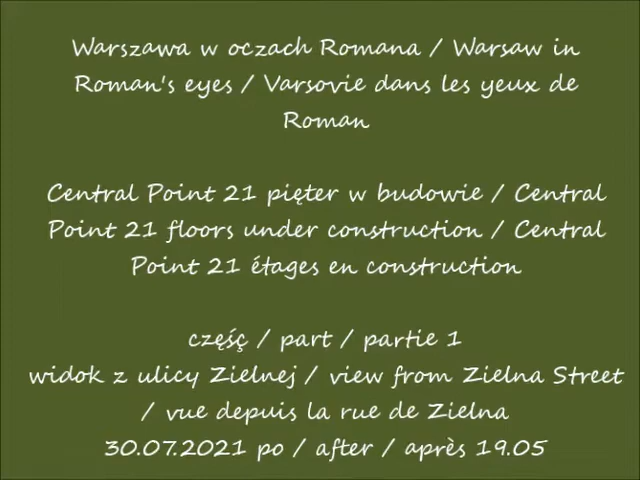 Warszawa w oczach Romana / Warsaw in
Roman's eyes / Varsovie dans les yeux de
Roman
Central Point 21 pięter w budowie / Central
Point 21 floors under construction / Central
Point 21 étages en construction
częśç / part / partie 1
widok z ulicy Zielnej / view from Zielna Street
/ vue depuis la rue de Zielna
30.07.2021 po / after / après 19.05